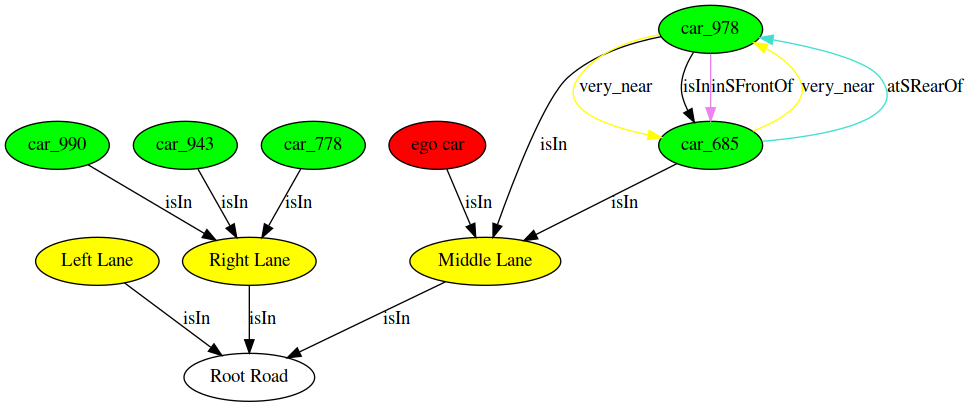 car_978
very_near
isIn
inSFrontOf
very_near
atSRearOf
car_990
car_943
car_778
ego car
isIn
car_685
isIn
isIn
isIn
isIn
isIn
Left Lane
Right Lane
Middle Lane
isIn
isIn
isIn
Root Road